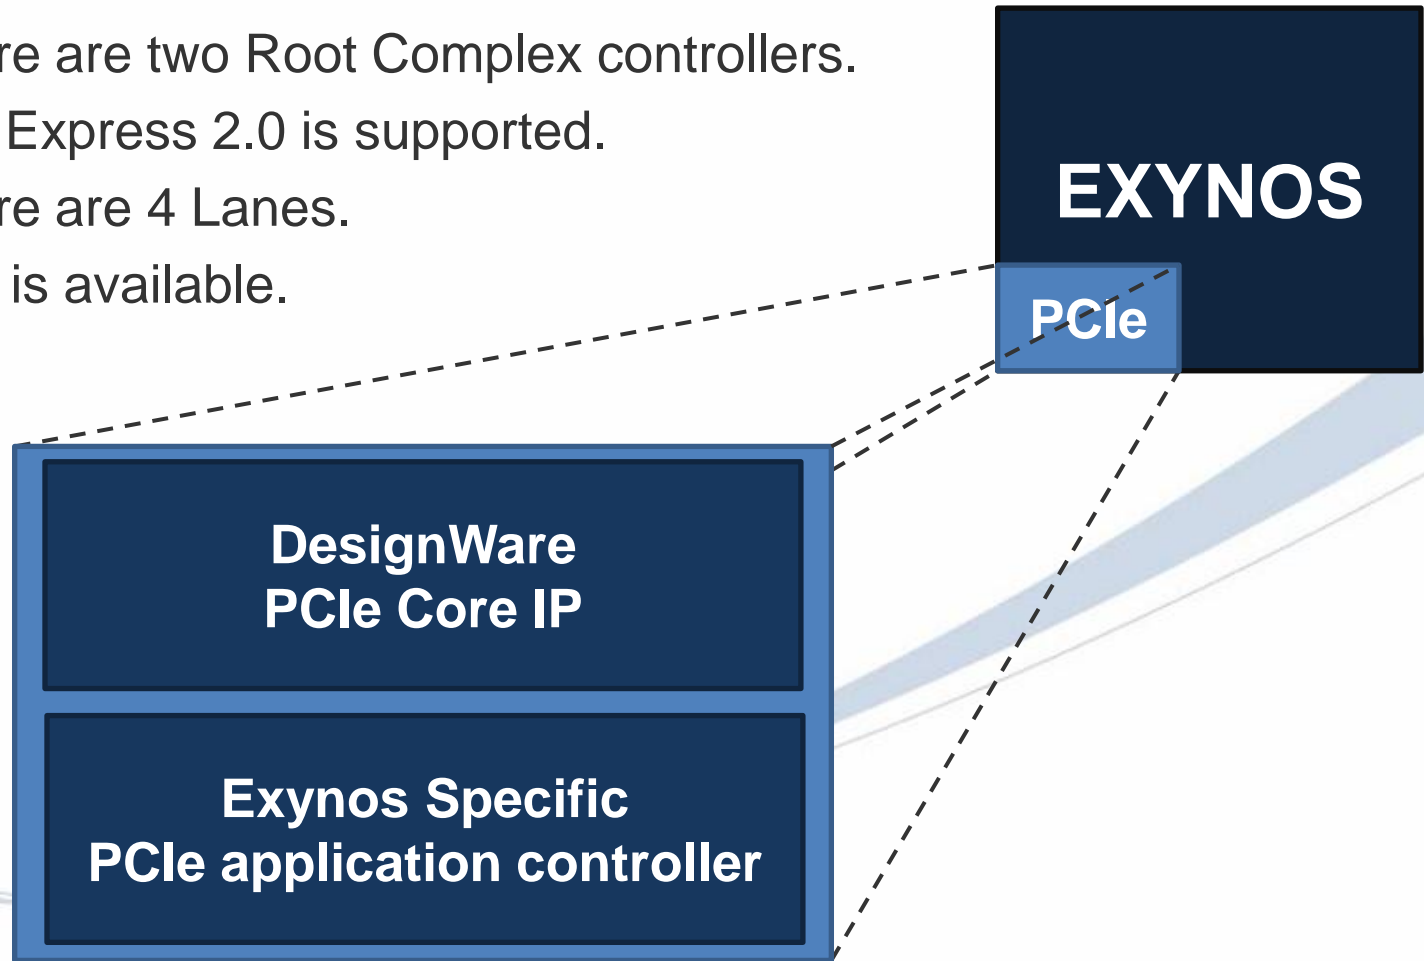 re are two Root Complex controllers.
Express 2.0 is supported.
re are 4 Lanes.
is available.
EXYNOS
PCIe
DesignWare
PCIe Core IP
Exynos Specific
PCIe application controller